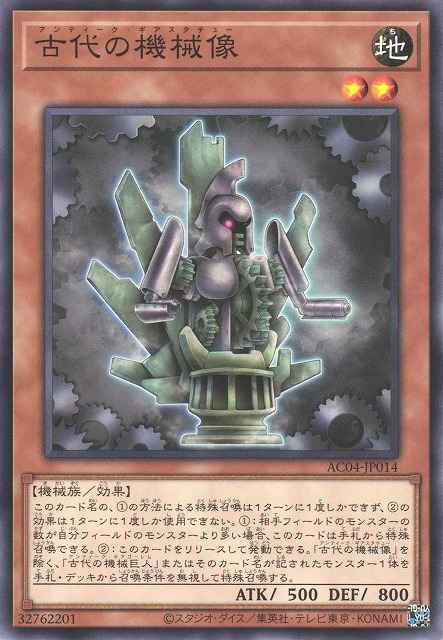 アンティーク・ギアスタチュー
古代の機械像
地
AC04-JP014
【機械族／効果】
このカード名の、①の方法による特殊召喚は１ターンに１度しかできず、②の
効果は１ターンに１度しか使用できない。①：相手フィールドのモンスターの
数が自分フィールドのモンスターより多い場合、このカードは手札から特殊
召喚できる。②：このカードをリリースして発動できる。「古代の機械像」を
除く、「古代の機械巨人」またはそのカード名が記されたモンスター１体を
手札・デッキから召喚条件を無視して特殊召喚する。
ATK/ 500 DEF/ 800
32762201
©スタジオ・ダイス／集英社・テレビ東京・KONAMI